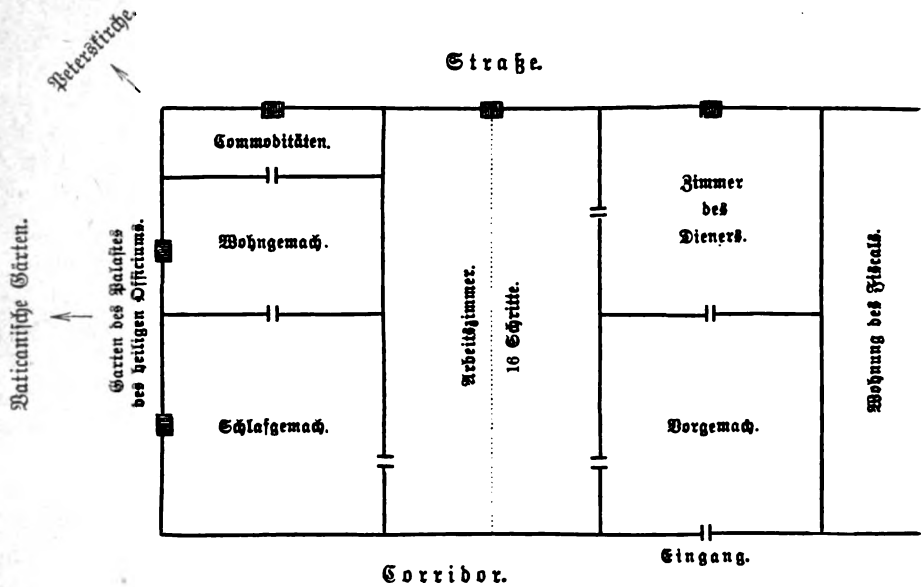 Peterskirche.
Straße.
Commoditäten.
Zimmer
des
Dieners.
Wohngemach.
Vaticanische Gärten.
Garten des Palastes
des heiligen Officiums.
Arbeitszimmer.
16 Schritte.
Wohnung des Fiscals.
Schlafgemach.
Vorgemach.
Eingang.
Corridor.